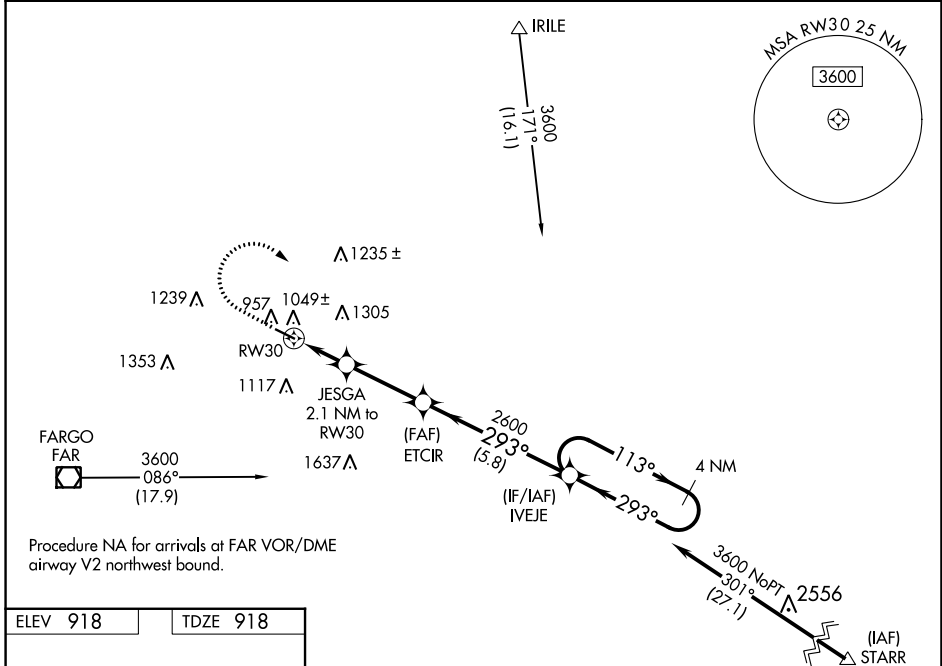 IRILE
MSA RW30 25 NM
3600
3600
171°
(16.1)
1235 ±
1239
957
1049±
1305
RW30
1353
1117
JESGA
2.1 NM to
RW30
(FAF)
ETCIR
2600
293°
(5.8)
113°
4 NM
293°
(IF/IAF)
IVEJE
1637
FARGO
FAR
3600
086°
(17.9)
Procedure NA for arrivals at FAR VOR/DME
airway V2 northwest bound.
3600 NoPT
301°
(27.1)
2556
(IAF)
STARR
ELEV 918
TDZE 918